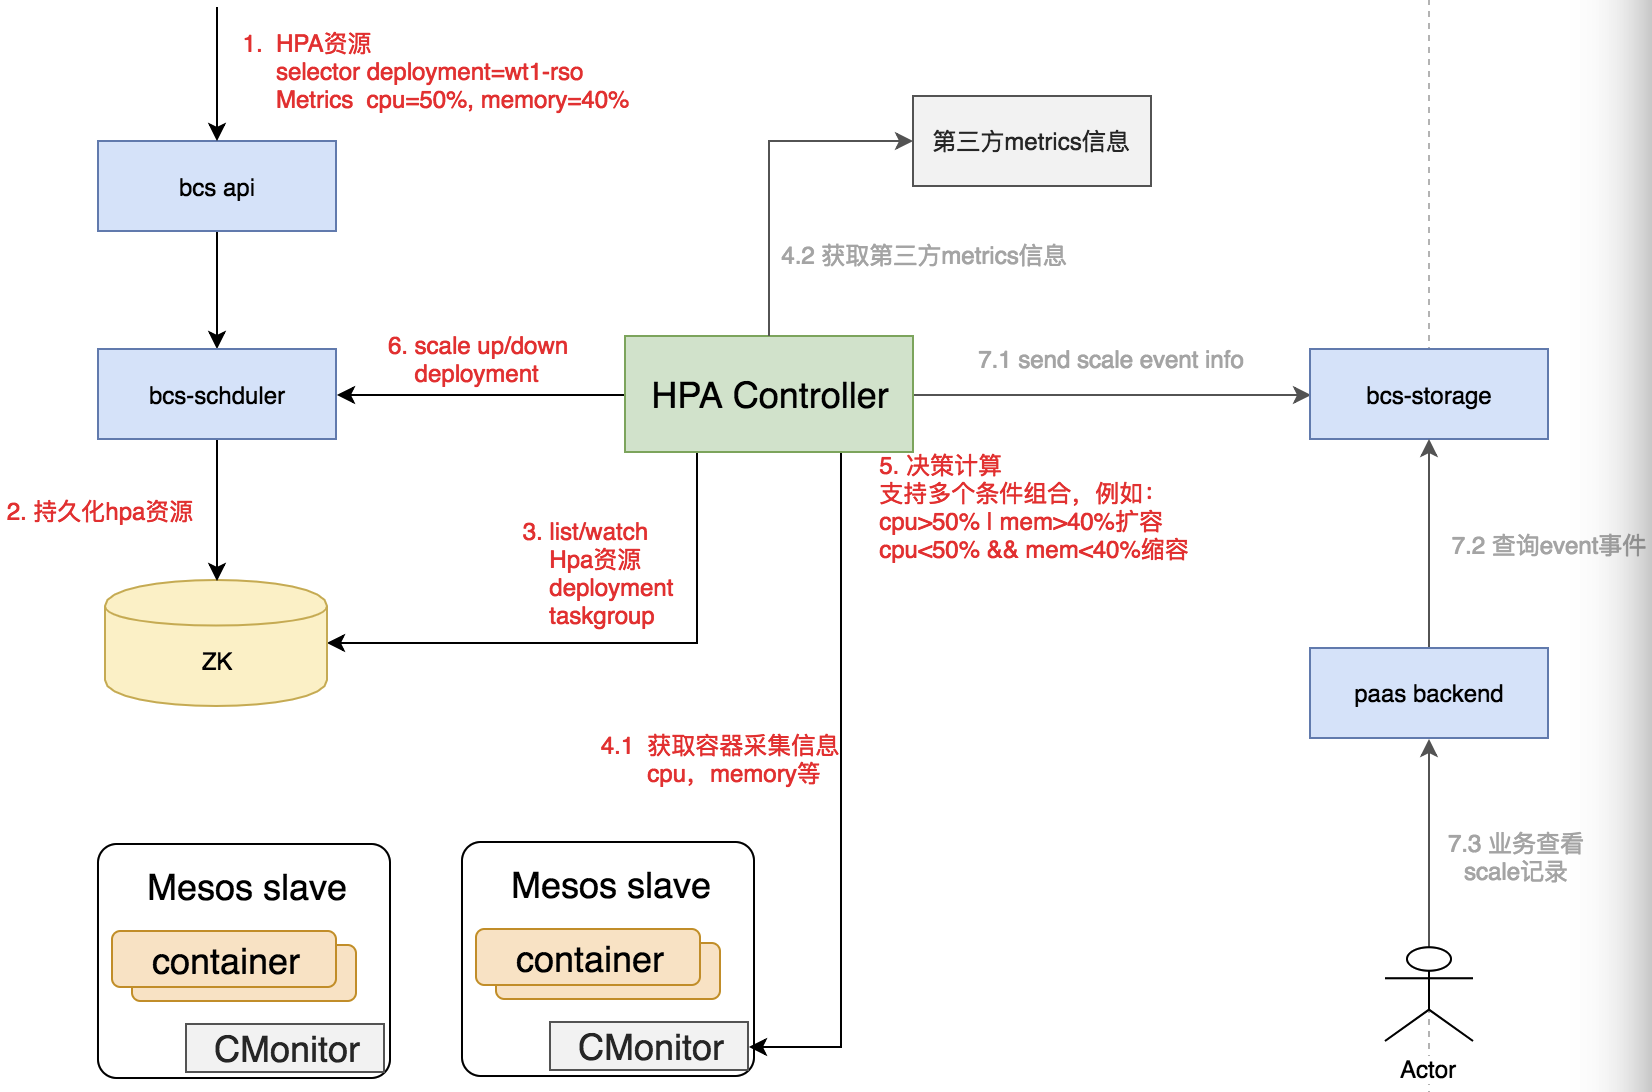 1. HPA资源
selector deployment=wt1-rso
Metrics cpu=50%, memory=40%
bcs api
第三方metrics信息
4.2 获取第三方metrics信息
6. scale up/down
deployment
HPA Controller
7.1 send scale event info
bcs-schduler
bcs-storage
5. 决策计算
支持多个条件组合，例如：
cpu>50% | mem>40%扩容
cpu<50% && mem<40%缩容
2. 持久化hpa资源
3. list/watch
Hpa资源
deployment
taskgroup
7.2 查询event事件
ZK
paas backend
4.1 获取容器采集信息
cpu，memory等
7.3 业务查看
scale记录
Mesos slave
container
CMonitor
Mesos slave
container
CMonitor
Actor